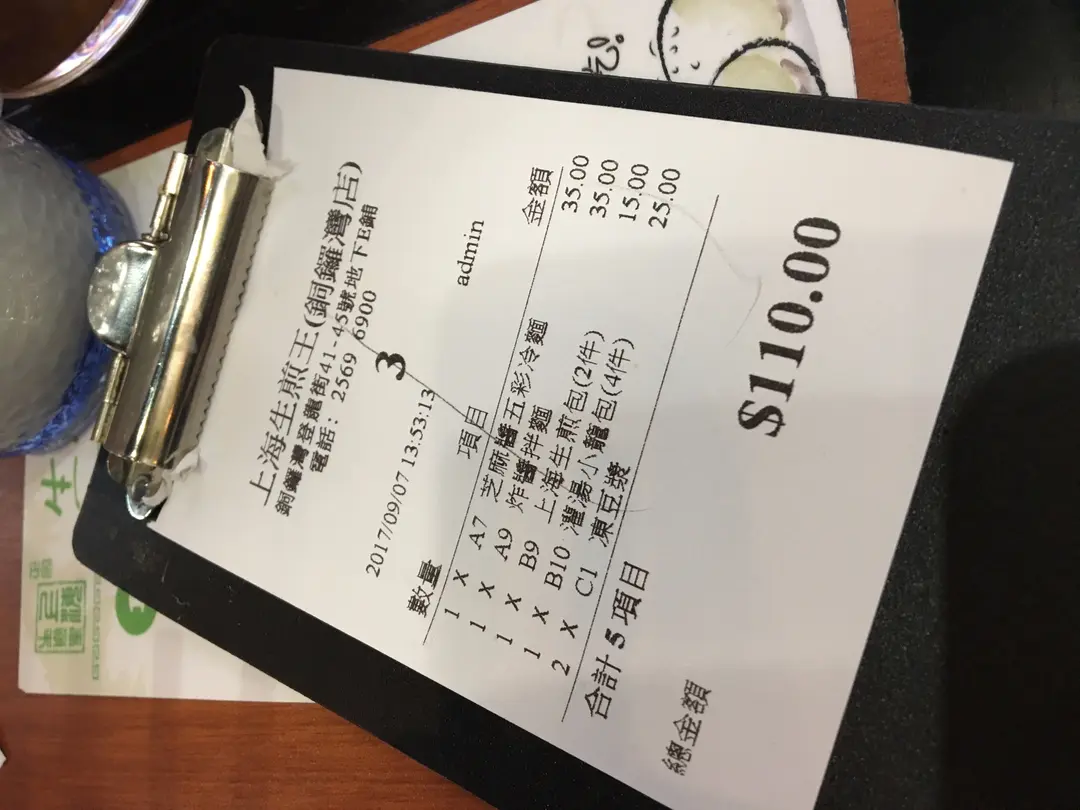 上海生煎王(銅鑼灣店)
銅鑼灣登龍街41-45號地下E舖
電話: 2569 6900
3
2017/09/07 13:53:13 admin
數量 項目 金額
1 x A7 芝麻醬五彩冷麵 35.00
1 x A9 炸醬拌麵 35.00
1 x B9 上海生煎包(2件) 15.00
1 x B10 灌湯小籠包(4件) 25.00
2 x C1 凍豆漿
合計 5 項目
總金額 $110.00
吃!
生